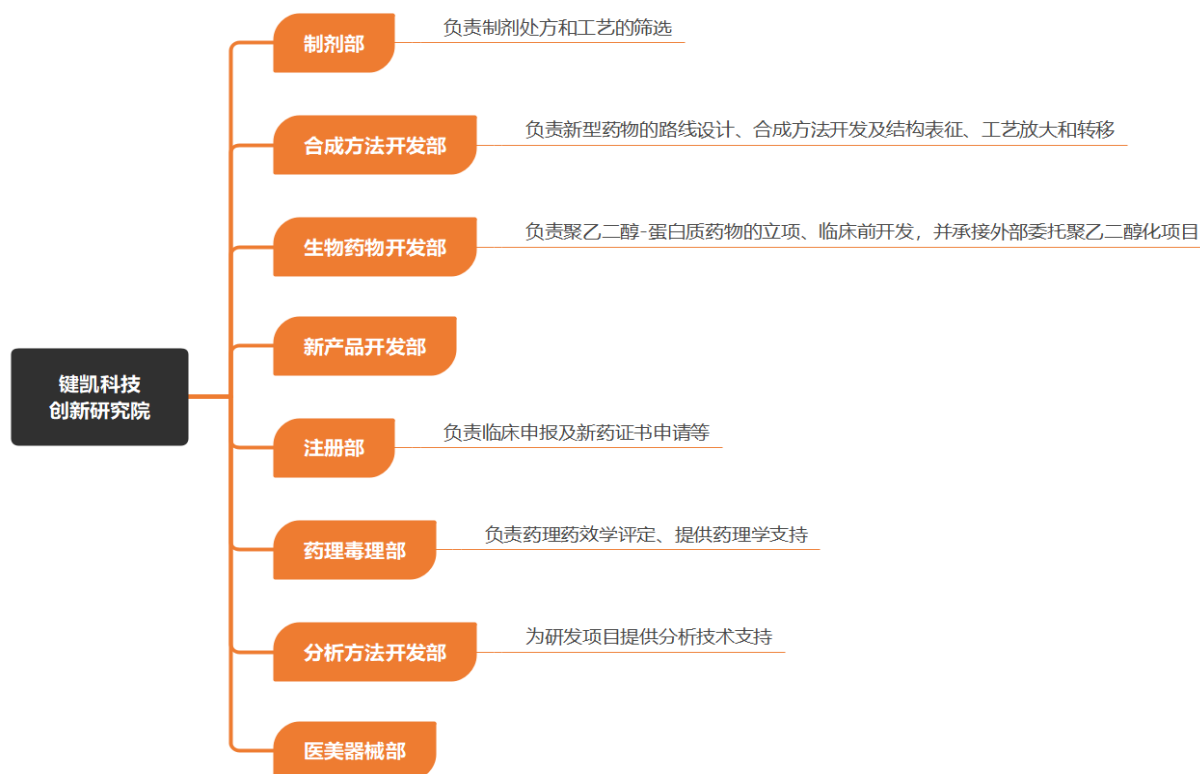 制剂部
负责制剂处方和工艺的筛选
合成方法开发部
负责新型药物的路线设计、合成方法开发及结构表征、工艺放大和转移
生物药物开发部
负责聚乙二醇-蛋白质药物的立项、临床前开发，并承接外部委托聚乙二醇化项目
新产品开发部
键凯科技
创新研究院
注册部
负责临床申报及新药证书申请等
药理毒理部
负责药理药效学评定、提供药理学支持
分析方法开发部
为研发项目提供分析技术支持
医美器械部